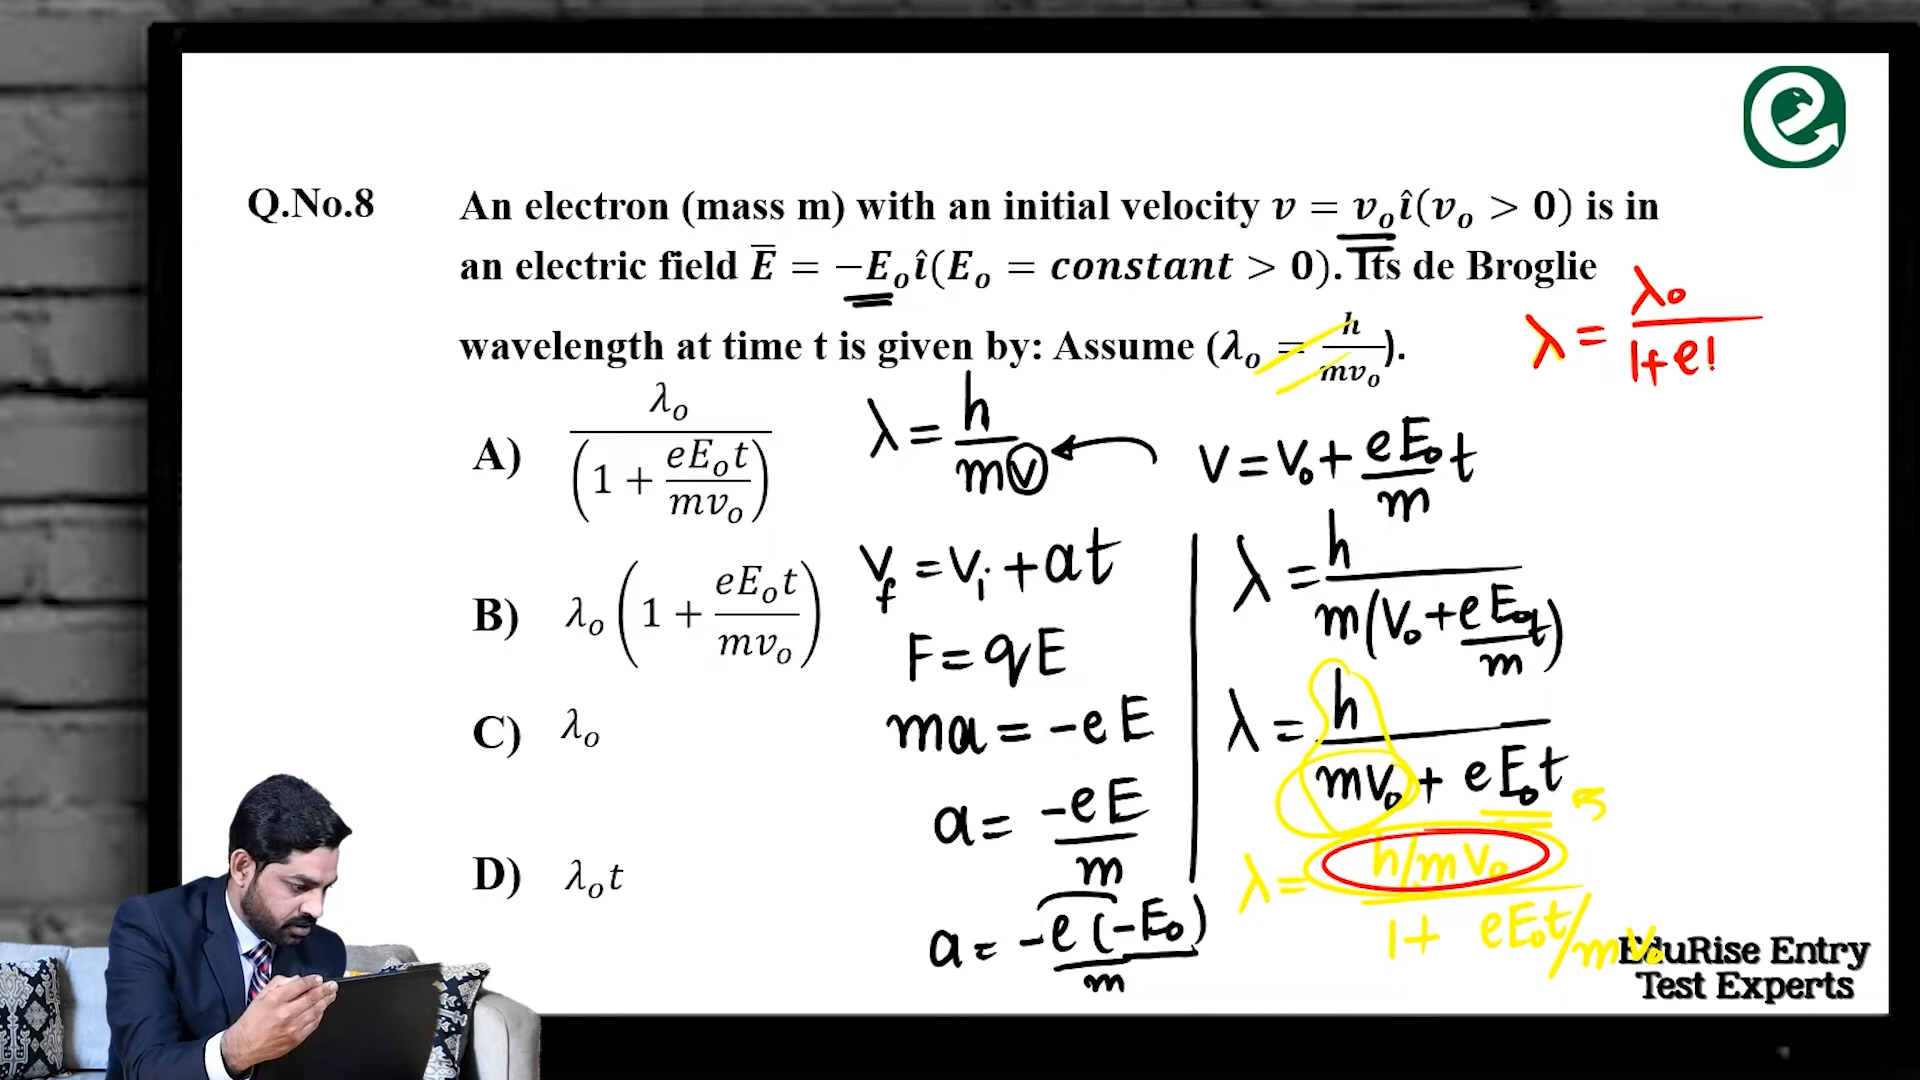 Q.No.8 An electron (mass m) with an initial velocity v = v₀î(v₀ > 0) is in
an electric field E̅ = −E₀î(E₀ = constant > 0). Its de Broglie
wavelength at time t is given by: Assume (λ₀ = h/mv₀).
A) λ₀/(1 + eE₀t/mv₀)
B) λ₀(1 + eE₀t/mv₀)
C) λ₀
D) λ₀t
λ = h/mv
V_f = V_i + at
F = qE
ma = -eE
a = -eE/m
a = -e(-E₀)/m
V = V₀ + eE₀/m t
λ = h/m(V₀ + eE₀t/m)
λ = h/mV₀ + eE₀t
λ = h/mV₀ / 1 + eE₀t/mV₀
λ = λ₀/1+e!
EduRise Entry
Test Experts